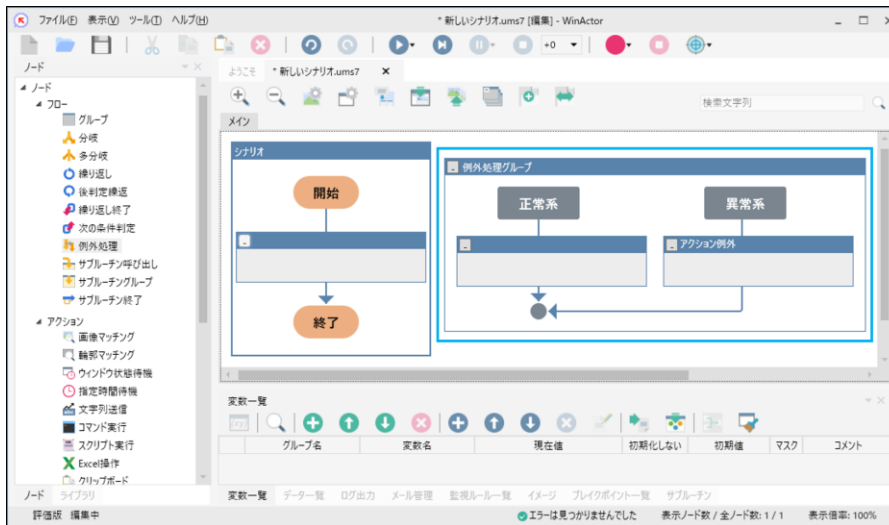 ファイル(F) 表示(V) ツール(T) ヘルプ(H)
* 新しいシナリオ.ums7 [編集] - WinActor
+0
ノード
ようこそ * 新しいシナリオ.ums7
ノード
フロー
グループ
分岐
多分岐
繰り返し
後判定繰返
繰り返し終了
次の条件判定
例外処理
サブルーチン呼び出し
サブルーチングループ
サブルーチン終了
アクション
画像マッチング
輪郭マッチング
ウィンドウ状態待機
指定時間待機
文字列送信
コマンド実行
スクリプト実行
Excel操作
クリップボード
ノード ライブラリ
検索文字列
メイン
シナリオ
開始
終了
例外処理グループ
正常系
異常系
アクション例外
変数一覧
グループ名 変数名 現在値 初期化しない 初期値 マスク コメント
変数一覧 データ一覧 ログ出力 メール管理 監視ルール一覧 イメージ ブレイクポイント一覧 サブルーチン
評価版 編集中
エラーは見つかりませんでした 表示ノード数 / 全ノード数: 1 / 1 表示倍率: 100%